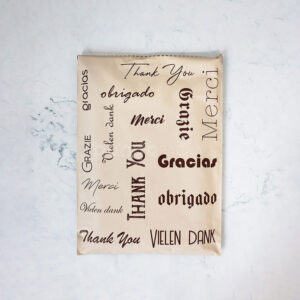 Thank You
gracias
obrigado
Vielen dank
Merci
Grazie
Merci
GRAZIE
THANK YOU
Gracias
Merci
obrigado
Vielen dank
Thank You
VIELEN DANK